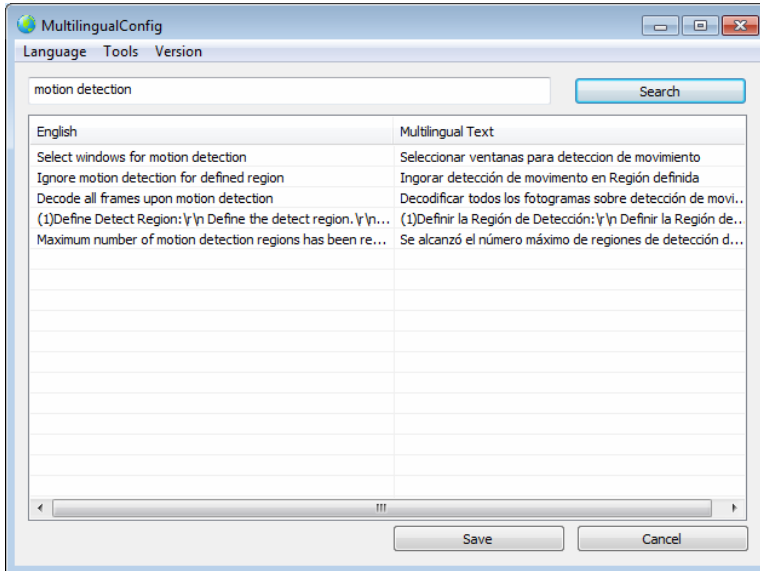 MultilingualConfig
Language Tools Version
motion detection
Search
English Multilingual Text
Select windows for motion detection Seleccionar ventanas para deteccion de movimiento
Ignore motion detection for defined region Ingorar detección de movimento en Región definida
Decode all frames upon motion detection Decodificar todos los fotogramas sobre detección de movi...
(1)Define Detect Region:\r\n Define the detect region.\r\n... (1)Definir la Región de Detección:\r\n Definir la Región de...
Maximum number of motion detection regions has been re... Se alcanzó el número máximo de regiones de detección d...
Save Cancel